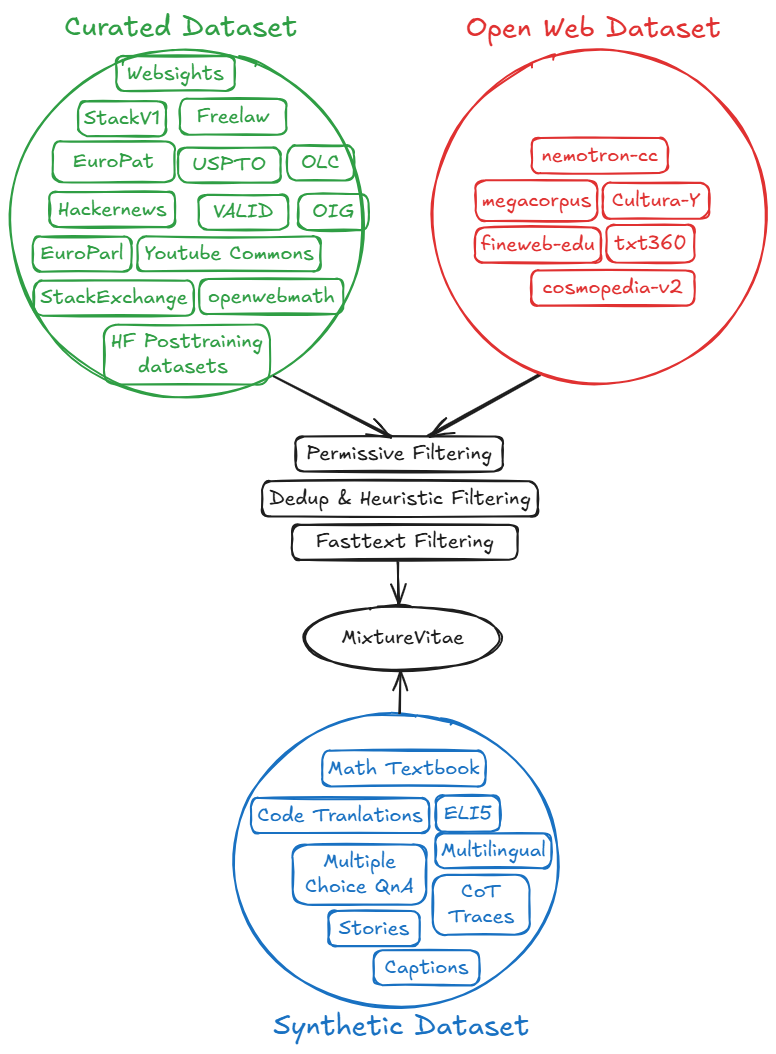 Curated Dataset
Open Web Dataset
Websights
StackV1
Freelaw
EuroPat
USPTO
OLC
Hackernews
VALID
OIG
EuroParl
Youtube Commons
StackExchange
openwebmath
HF Posttraining
datasets
nemotron-cc
megacorpus
Cultura-Y
fineweb-edu
txt360
cosmopedia-v2
Permissive Filtering
Dedup & Heuristic Filtering
Fasttext Filtering
MixtureVitae
Math Textbook
Code Tranlations
ELI5
Multilingual
Multiple
Choice QnA
CoT
Traces
Stories
Captions
Synthetic Dataset